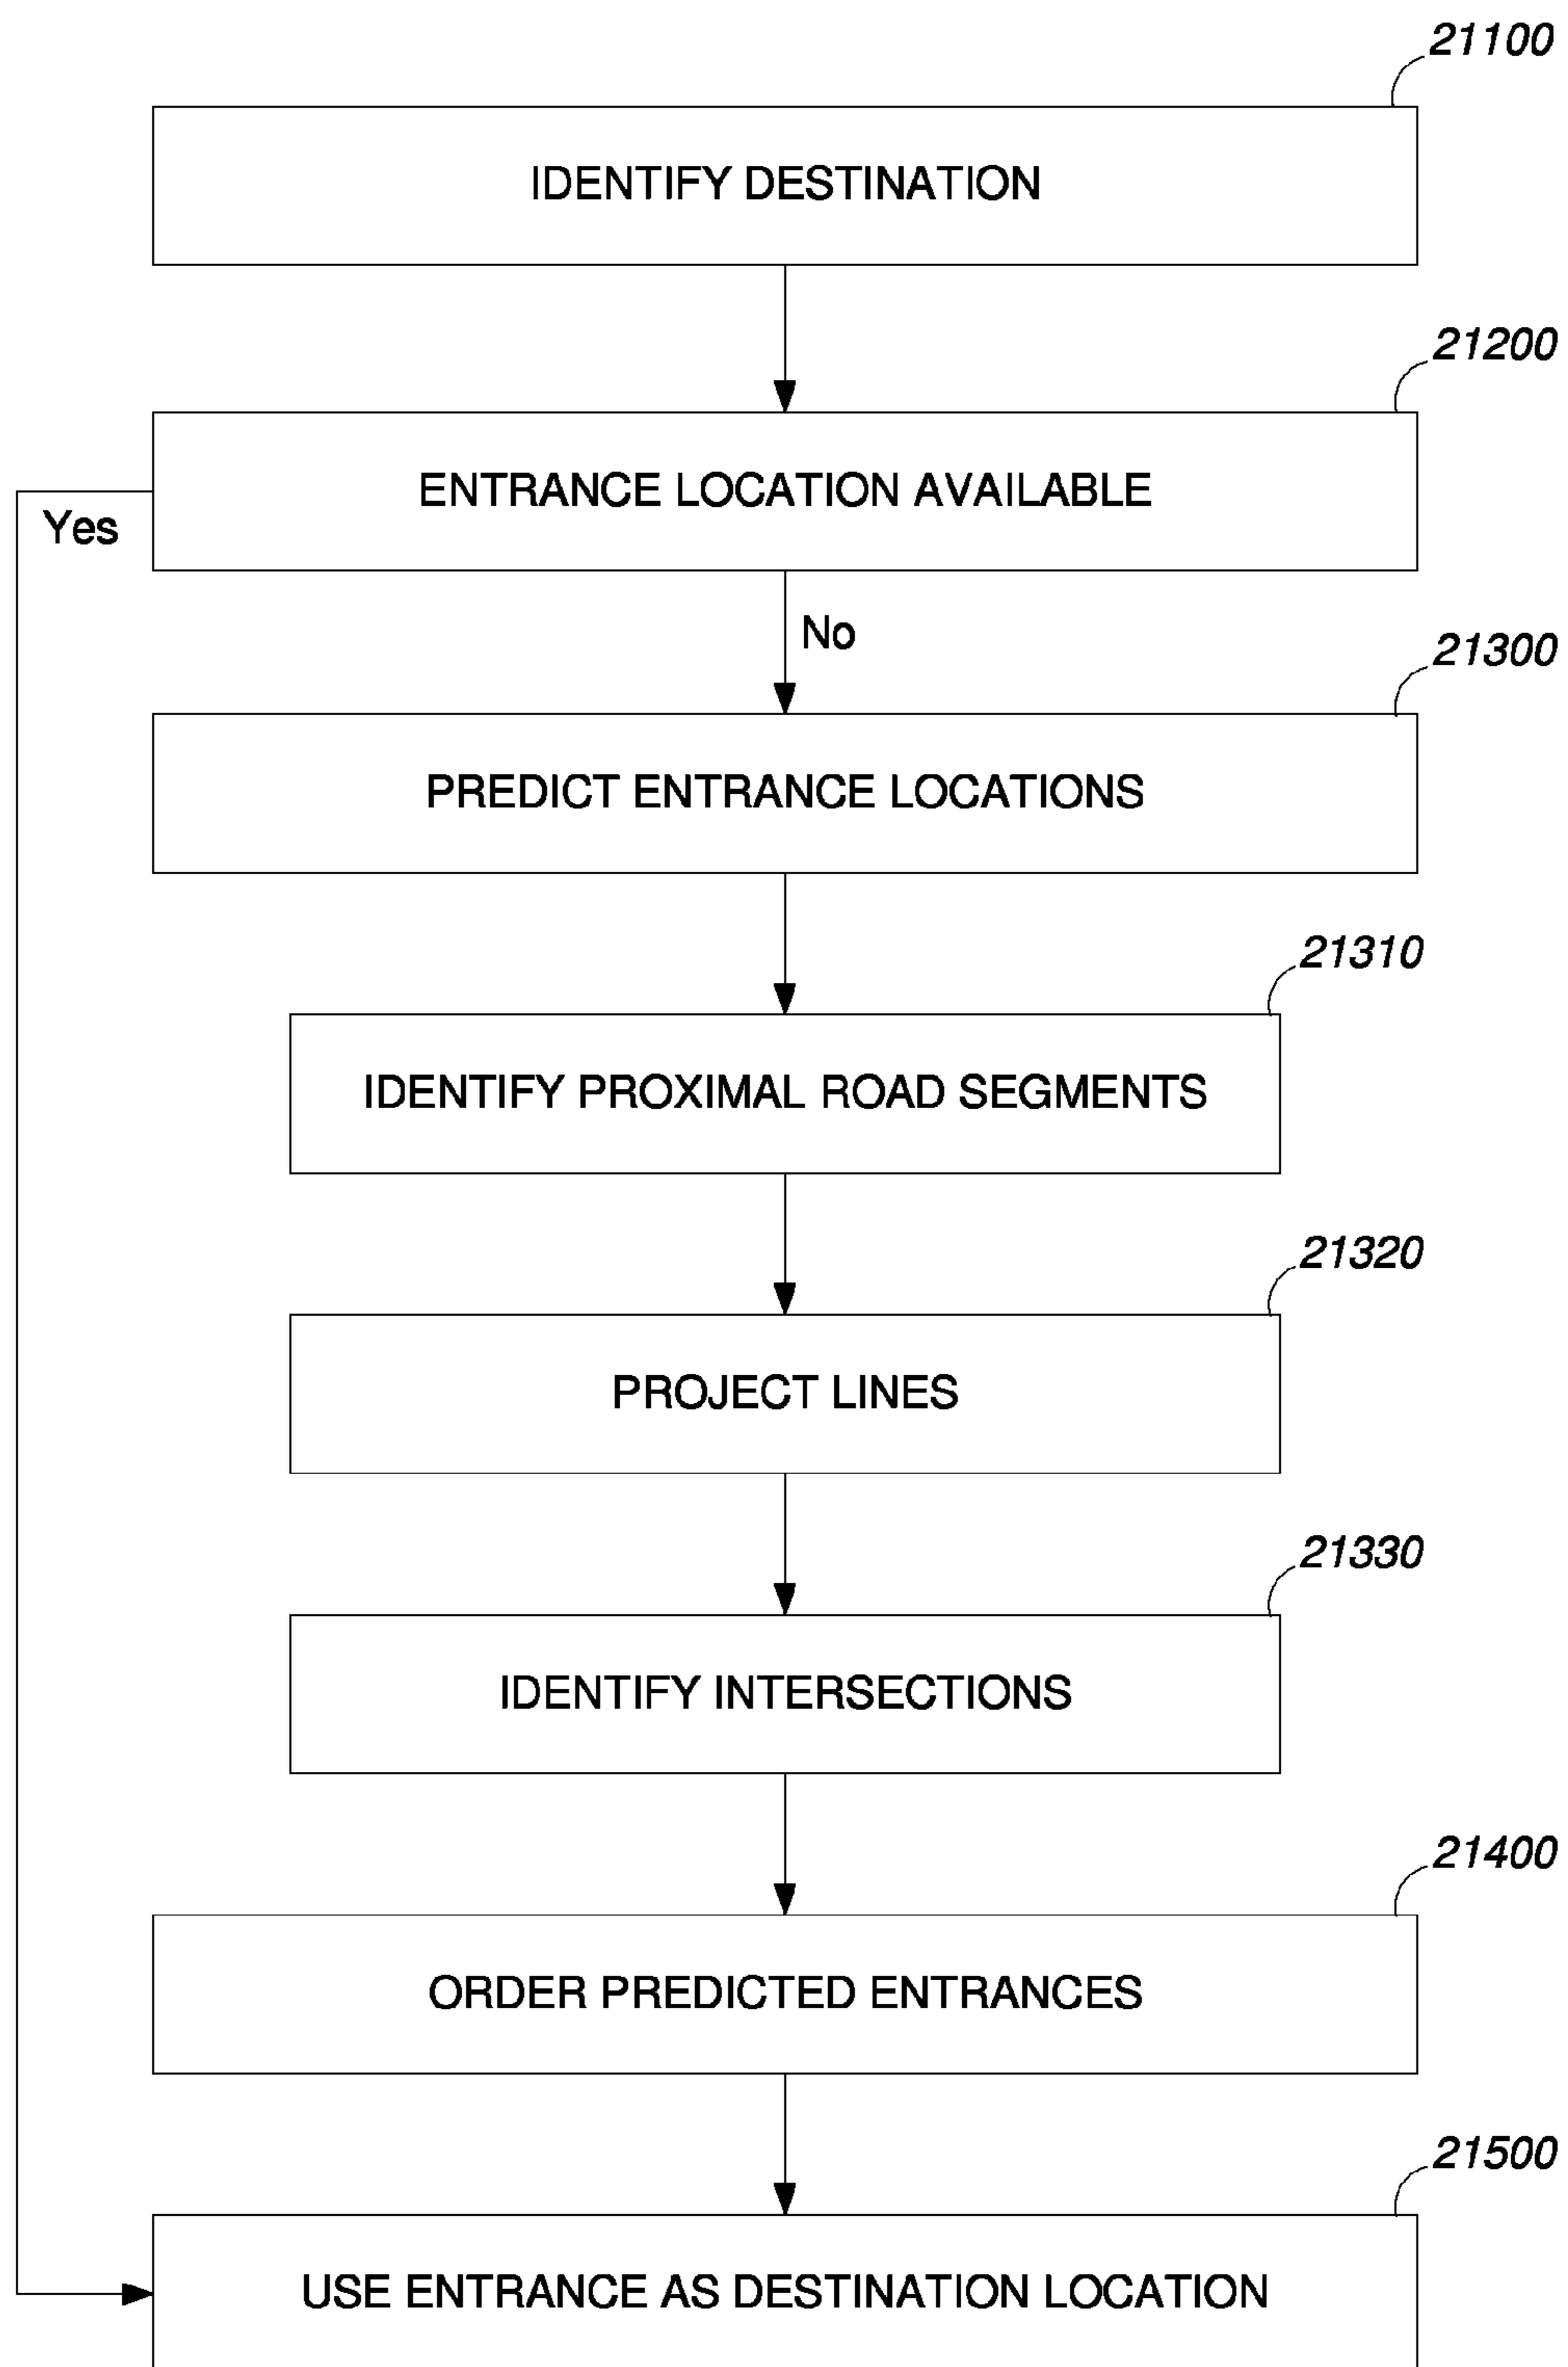 21100
IDENTIFY DESTINATION
21200
ENTRANCE LOCATION AVAILABLE
Yes
No
21300
PREDICT ENTRANCE LOCATIONS
21310
IDENTIFY PROXIMAL ROAD SEGMENTS
21320
PROJECT LINES
21330
IDENTIFY INTERSECTIONS
21400
ORDER PREDICTED ENTRANCES
21500
USE ENTRANCE AS DESTINATION LOCATION